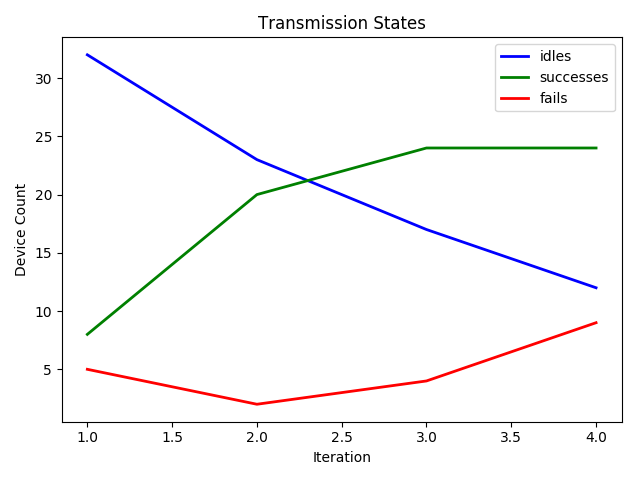 Transmission States
idles
successes
fails
Device Count
30
25
20
15
10
5
1.0 1.5 2.0 2.5 3.0 3.5 4.0
Iteration